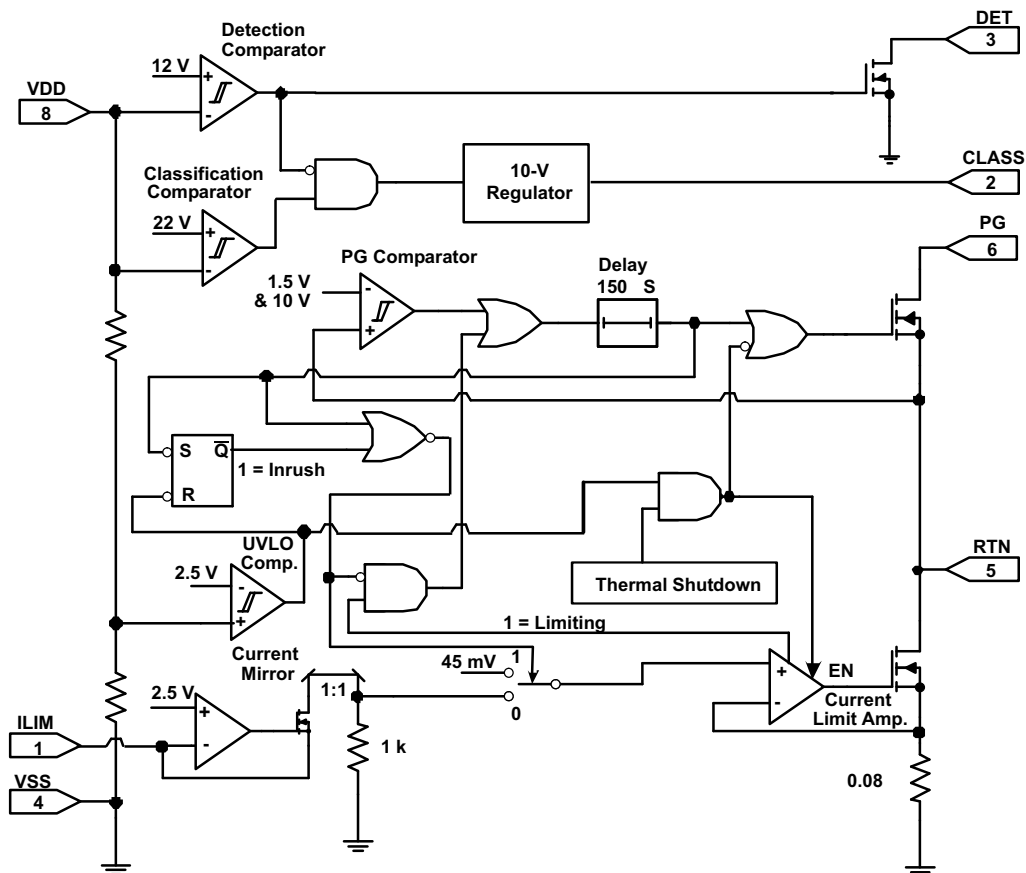 Detection
Comparator
DET
3
12 V
+
-
VDD
8
Classification
Comparator
10-V
Regulator
CLASS
2
22 V
+
-
PG Comparator
Delay
150 S
PG
6
1.5 V
& 10 V
-
+
S Q
R
1 = Inrush
UVLO
Comp.
2.5 V
-
+
Thermal Shutdown
RTN
5
1 = Limiting
Current
Mirror
45 mV
1
0
1:1
EN
+
-
Current
Limit Amp.
2.5 V
+
-
ILIM
1
1 k
VSS
4
0.08